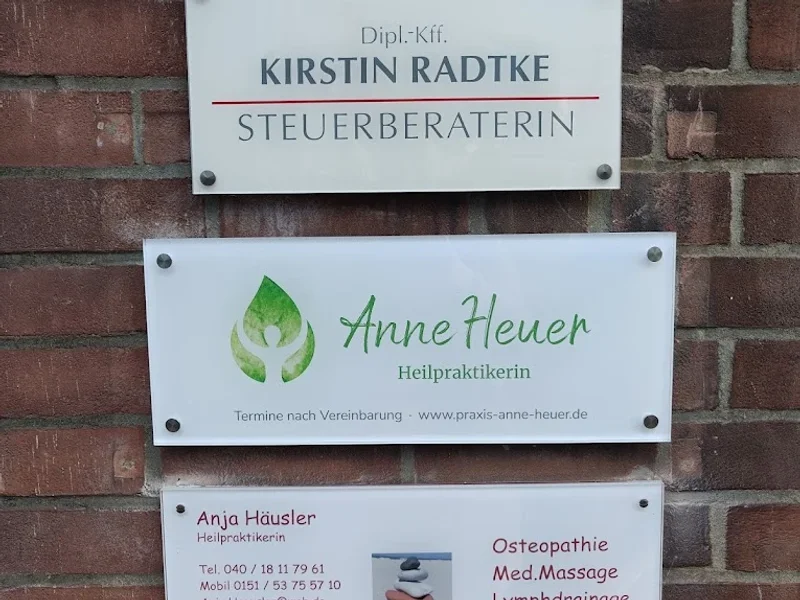 Dipl.-Kff.
KIRSTIN RADTKE
STEUERBERATERIN
Anne Heuer
Heilpraktikerin
Termine nach Vereinbarung · www.praxis-anne-heuer.de
Anja Häusler
Heilpraktikerin
Tel. 040 / 18 11 79 61
Mobil 0151 / 53 75 57 10
Osteopathie
Med.Massage
Lymphdrainage